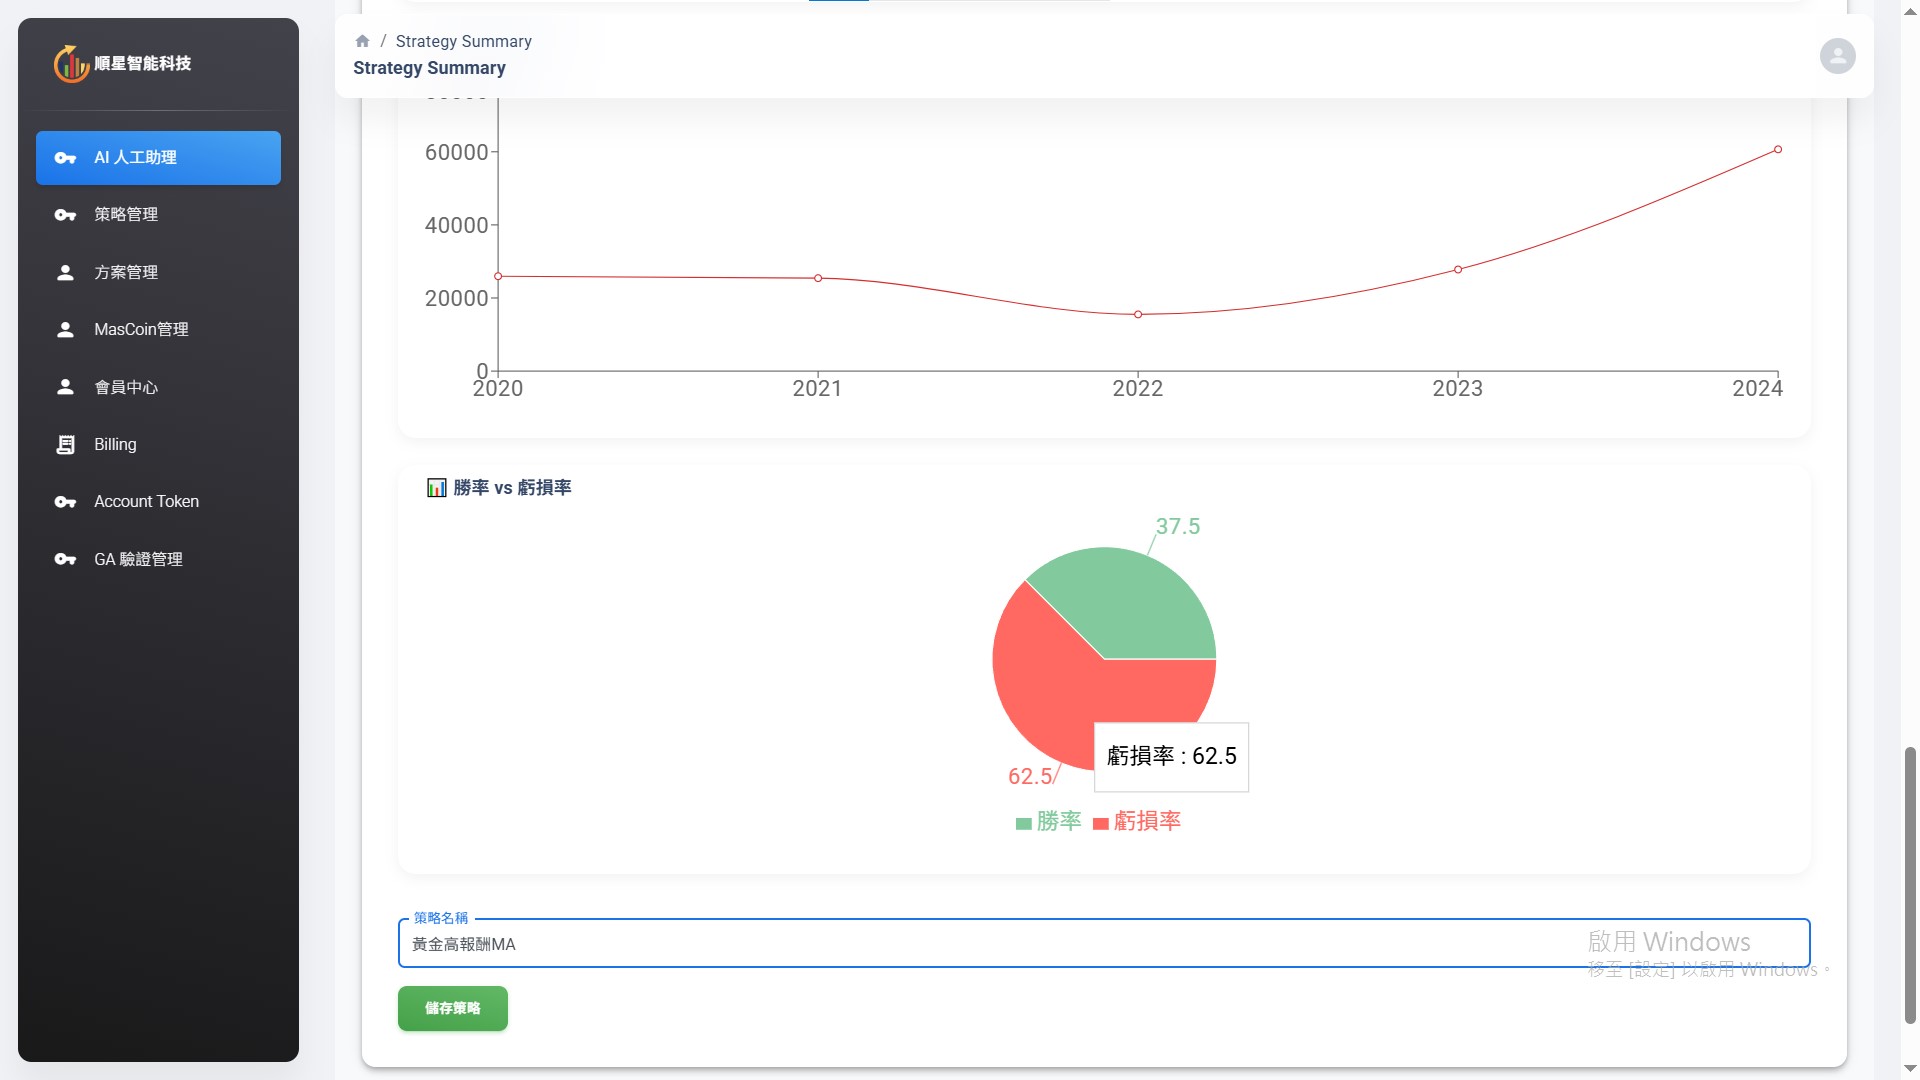 順星智能科技
/ Strategy Summary
Strategy Summary
AI 人工助理
策略管理
方案管理
MasCoin管理
會員中心
Billing
Account Token
GA 驗證管理
60000
40000
20000
0
2020 2021 2022 2023 2024
勝率 vs 虧損率
37.5
虧損率 : 62.5
62.5
勝率 虧損率
策略名稱
黃金高報酬MA
儲存策略
啟用 Windows
移至 [設定] 以啟用 Windows。